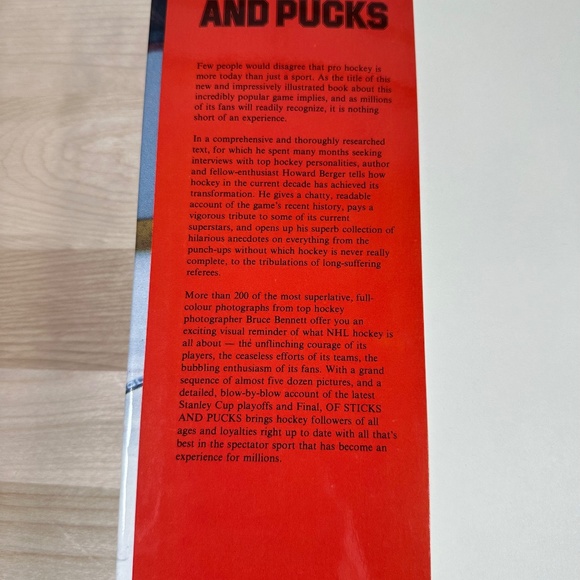 AND PUCKS
Few people would disagree that pro hockey is
more today than just a sport. As the title of this
new and impressively illustrated book about this
incredibly popular game implies, and as millions
of its fans will readily recognize, it is nothing
short of an experience.
In a comprehensive and thoroughly researched
text, for which he spent many months seeking
interviews with top hockey personalities, author
and fellow-enthusiast Howard Berger tells how
hockey in the current decade has achieved its
transformation. He gives a chatty, readable
account of the game's recent history, pays a
vigorous tribute to some of its current
superstars, and opens up his superb collection of
hilarious anecdotes on everything from the
punch-ups without which hockey is never really
complete, to the tribulations of long-suffering
referees.
More than 200 of the most superlative, full-
colour photographs from top hockey
photographer Bruce Bennett offer you an
exciting visual reminder of what NHL hockey is
all about — the unflinching courage of its
players, the ceaseless efforts of its teams, the
bubbling enthusiasm of its fans. With a grand
sequence of almost five dozen pictures, and a
detailed, blow-by-blow account of the latest
Stanley Cup playoffs and Final, OF STICKS
AND PUCKS brings hockey followers of all
ages and loyalties right up to date with all that's
best in the spectator sport that has become an
experience for millions.